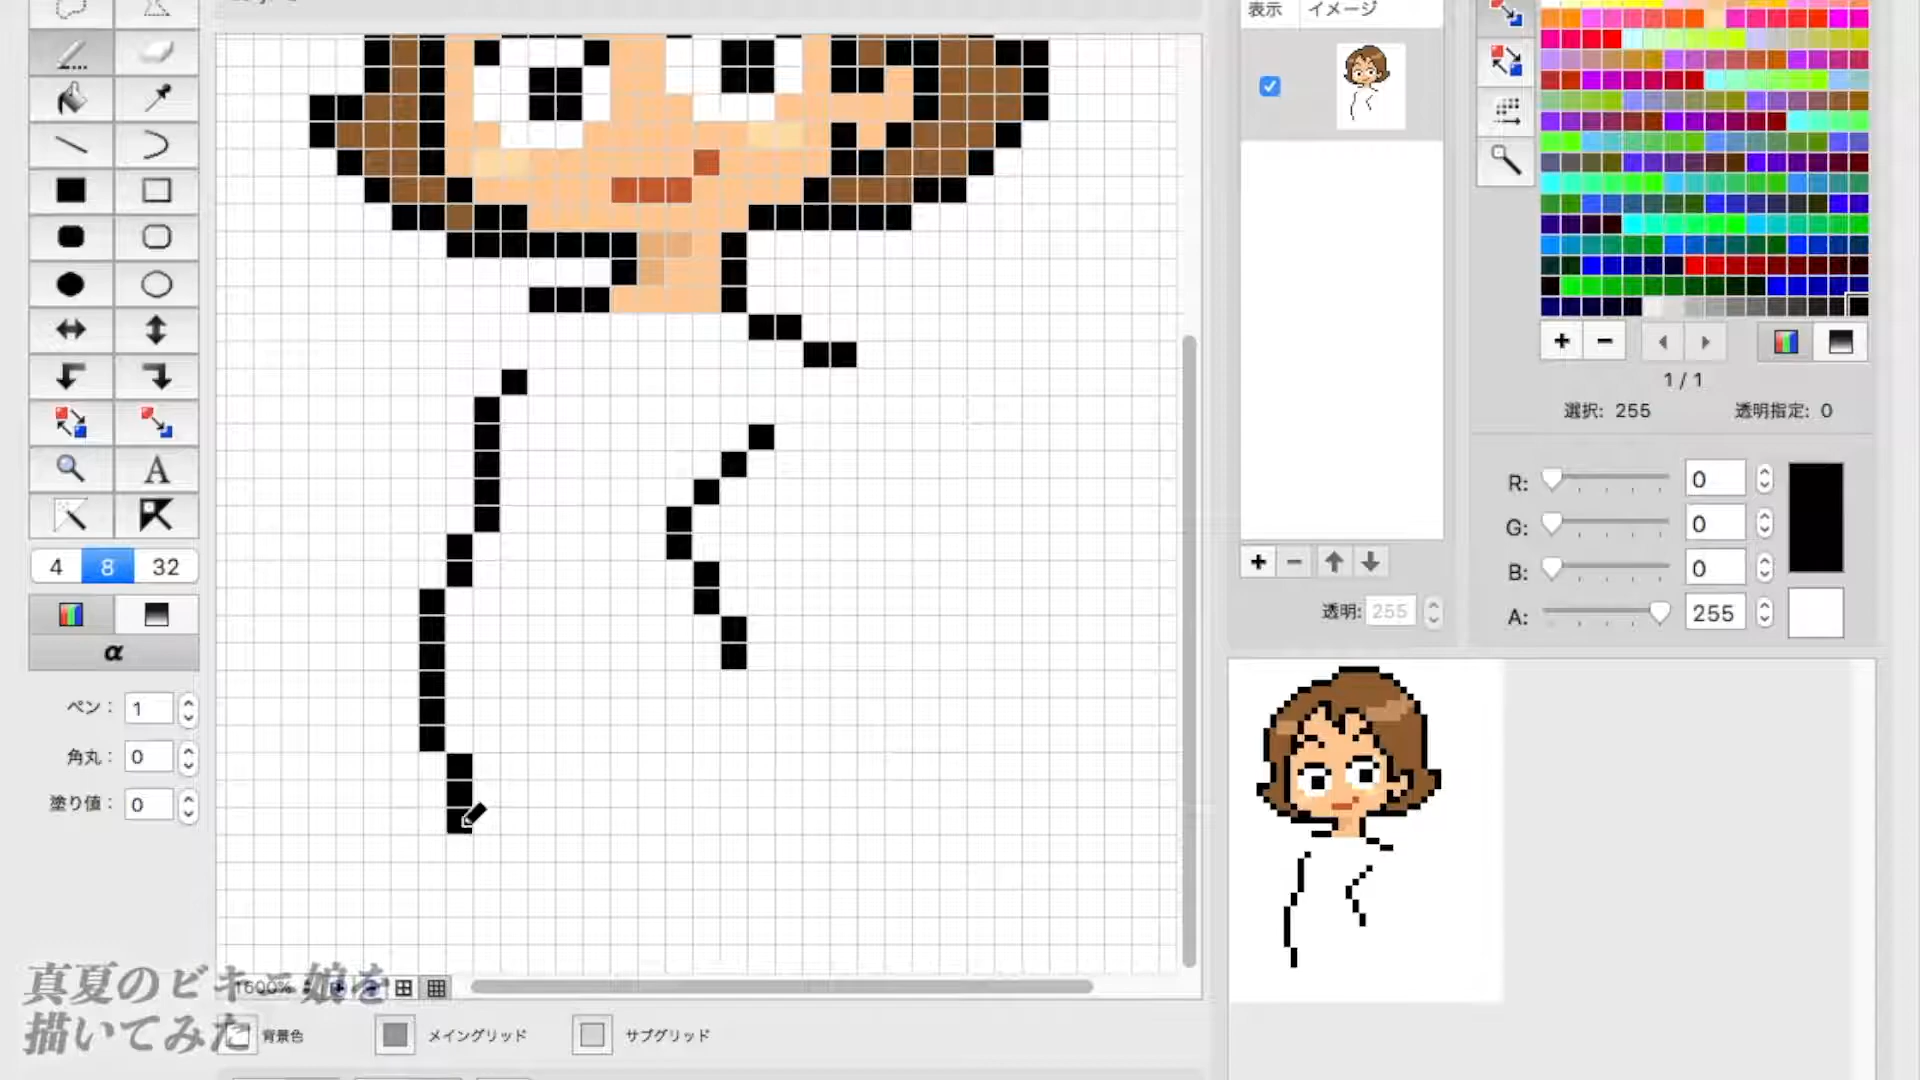 表示 イメージ
1 / 1
選択: 255 透明指定: 0
A
4 8 32
α
R: 0
G: 0
B: 0
A: 255
透明: 255
ペン: 1
角丸: 0
塗り値: 0
1600%
背景色 メイングリッド サブグリッド
真夏のビキニ娘を
描いてみた